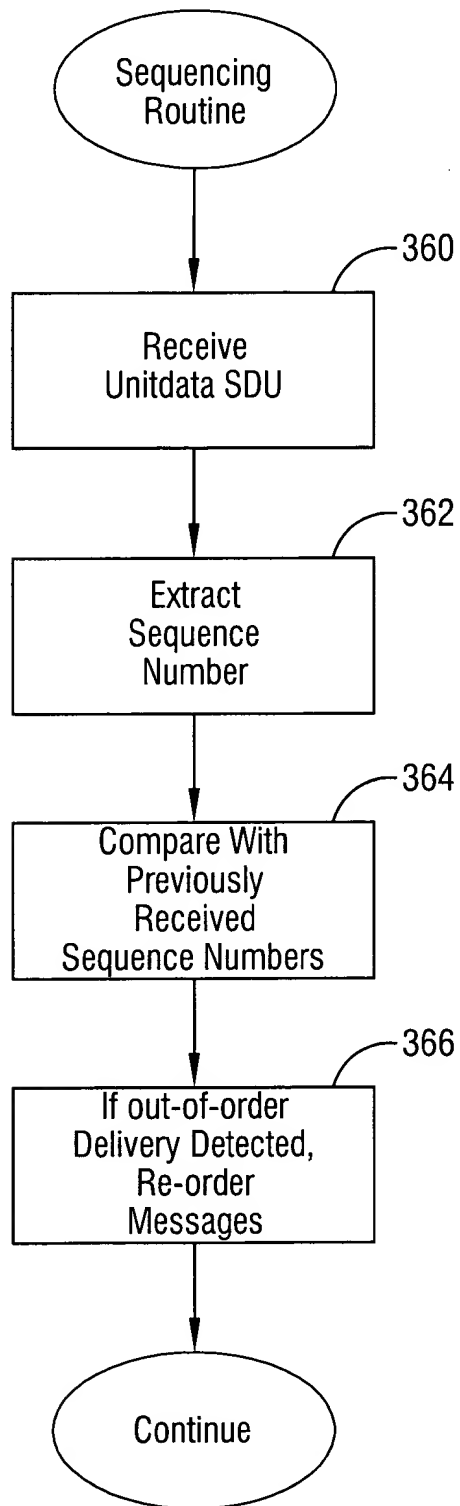 Sequencing
Routine
360
Receive
Unitdata SDU
362
Extract
Sequence
Number
364
Compare With
Previously
Received
Sequence Numbers
366
If out-of-order
Delivery Detected,
Re-order
Messages
Continue